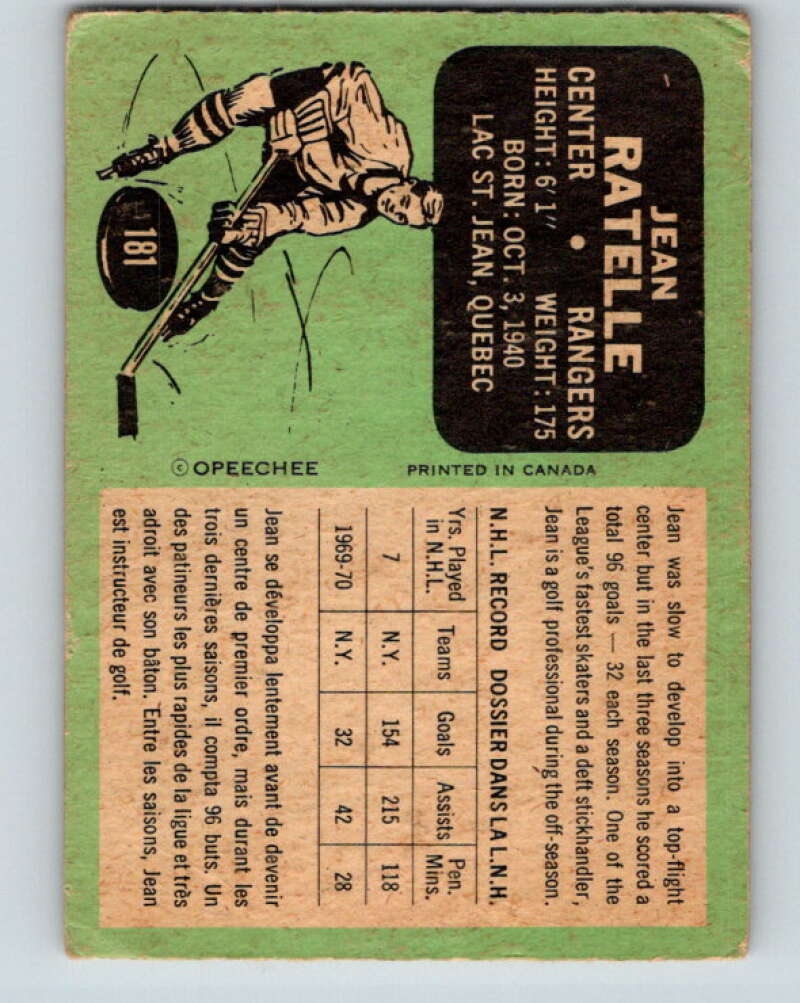 JEAN
RATELLE
CENTER • RANGERS
HEIGHT: 6'1" WEIGHT: 175
BORN: OCT. 3, 1940
LAC ST. JEAN, QUEBEC
181
© OPEECHEE
PRINTED IN CANADA
Jean was slow to develop into a top-flight
center but in the last three seasons he scored a
total 96 goals — 32 each season. One of the
League's fastest skaters and a deft stickhandler,
Jean is a golf professional during the off-season.
N.H.L. RECORD DOSSIER DANS LA L.N.H.
Yrs. Played in N.H.L. Teams Goals Assists Pen. Mins.
7 N.Y. 154 215 118
1969-70 N.Y. 32 42 28
Jean se développa lentement avant de devenir
un centre de premier ordre, mais durant les
trois dernières saisons, il compta 96 buts. Un
des patineurs les plus rapides de la ligue et très
adroit avec son bâton. Entre les saisons, Jean
est instructeur de golf.